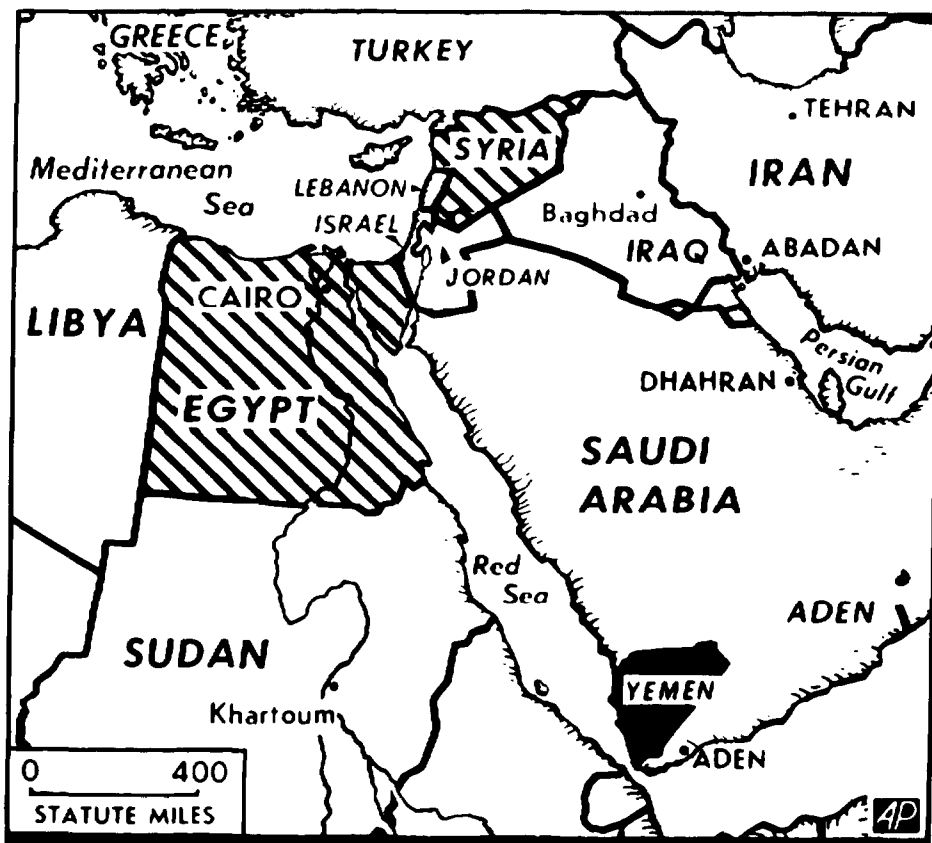 GREECE
TURKEY
TEHRAN
SYRIA
IRAN
Mediterranean
Sea
LEBANON
Baghdad
ISRAEL
IRAQ
ABADAN
JORDAN
CAIRO
LIBYA
Persian
Gulf
DHAHRAN
EGYPT
SAUDI
ARABIA
Red
Sea
ADEN
SUDAN
YEMEN
Khartoum
ADEN
0 400
STATUTE MILES
AP